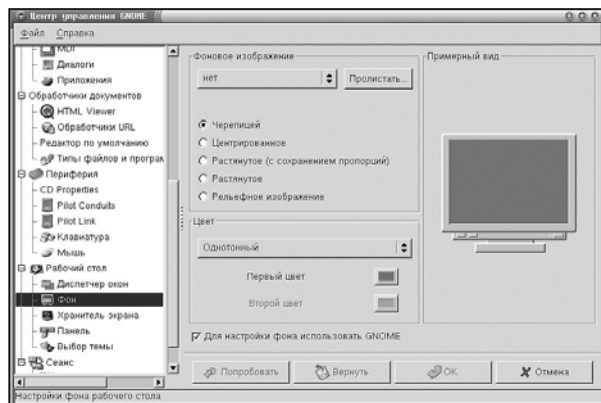 Центр управления GNOME
Файл Справка
MDI
Диалоги
Приложения
Обработчики документов
HTML Viewer
Обработчики URL
Редактор по умолчанию
Типы файлов и програм
Периферия
CD Properties
Pilot Conduits
Pilot Link
Клавиатура
Мышь
Рабочий стол
Диспетчер окон
Фон
Хранитель экрана
Панель
Выбор темы
Сеанс
Фоновое изображение
нет
Пролистать...
Черепицей
Центрированное
Растянутое (с сохранением пропорций)
Растянутое
Рельефное изображение
Цвет
Однотонный
Первый цвет
Второй цвет
Примерный вид
Для настройки фона использовать GNOME
Попробовать
Вернуть
OK
Отмена
Настройки фона рабочего стола